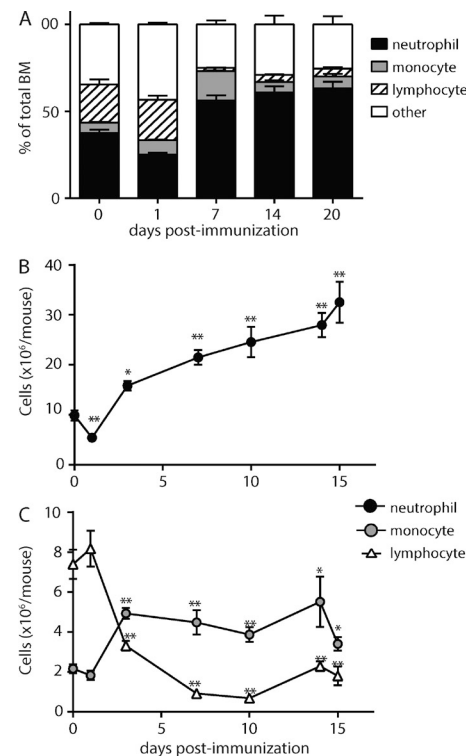 A
00
neutrophil
monocyte
lymphocyte
other
50
% of total BM
0
0 1 7 14 20
days post-immunization
B
40
30
20
10
0
Cells (x10⁶/mouse)
** * ** ** ** **
0 5 10 15
neutrophil
monocyte
lymphocyte
C
10
8
6
4
2
0
Cells (x10⁶/mouse)
** ** ** * *
** ** ** ** **
0 5 10 15
days post-immunization